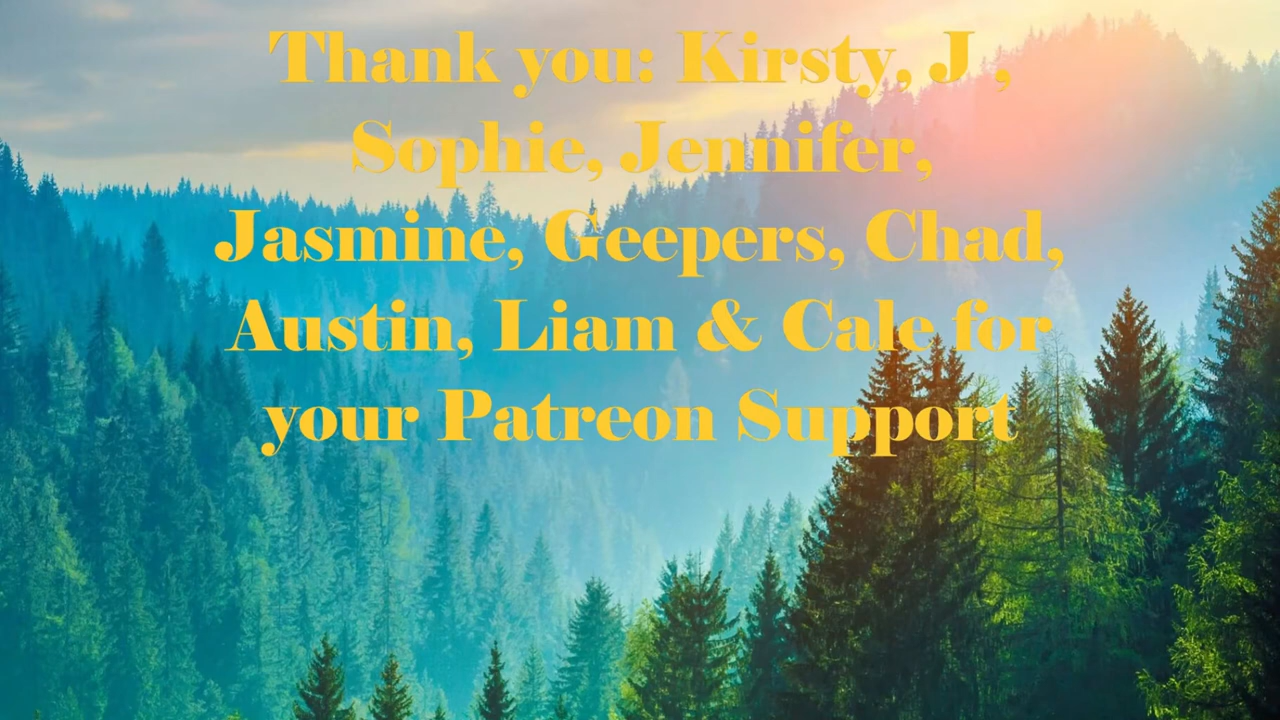 Thank you: Kirsty, J ,
Sophie, Jennifer,
Jasmine, Geepers, Chad,
Austin, Liam & Cale for
your Patreon Support